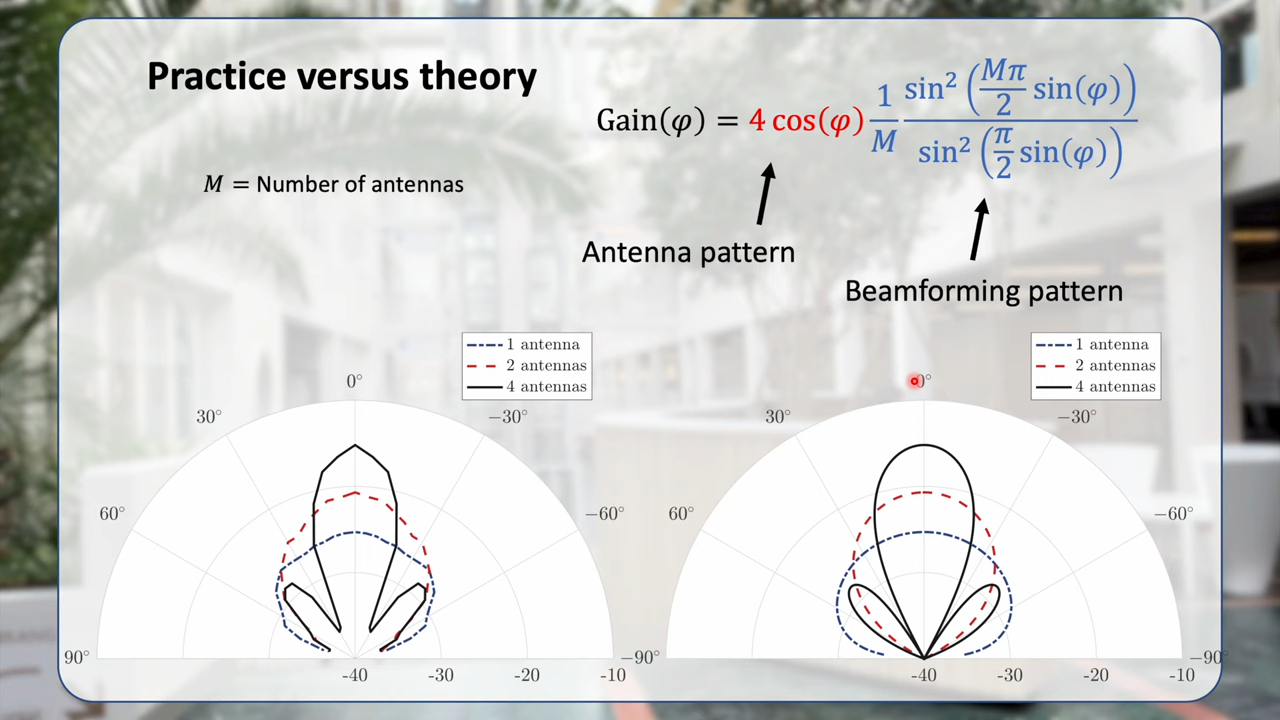 Practice versus theory
Gain(φ) = 4 cos(φ) 1/M sin²(Mπ/2 sin(φ)) / sin²(π/2 sin(φ))
M = Number of antennas
Antenna pattern
Beamforming pattern
1 antenna
2 antennas
4 antennas
0°
30°
−30°
60°
−60°
90°
−90°
-40
-30
-20
-10
1 antenna
2 antennas
4 antennas
0°
30°
−30°
60°
−60°
−90°
-40
-30
-20
-10